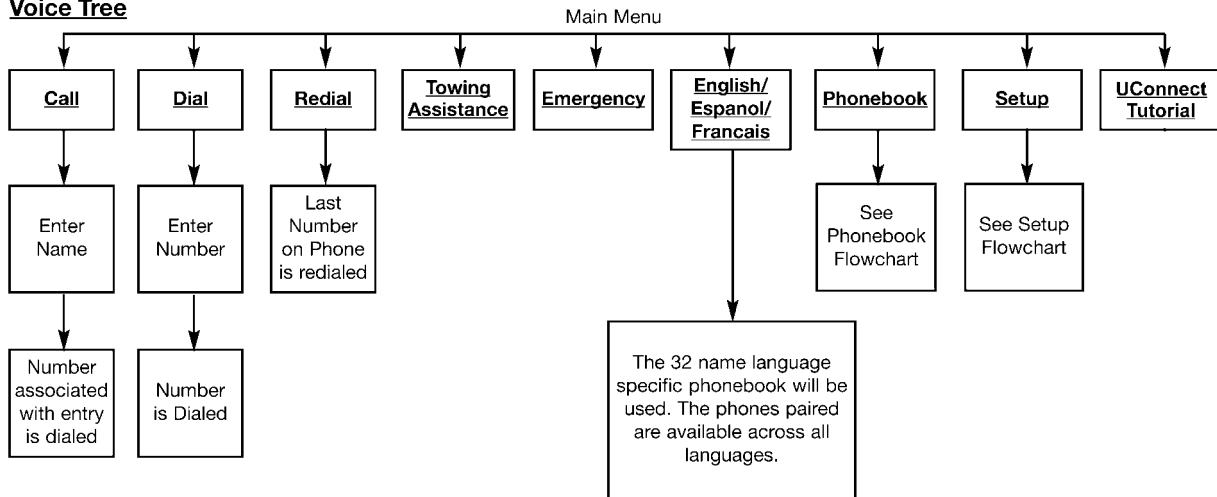 Voice Tree
Main Menu
Call
Dial
Redial
Towing
Assistance
Emergency
English/
Espanol/
Francais
Phonebook
Setup
UConnect
Tutorial
Enter
Name
Enter
Number
Last
Number
on Phone
is redialed
See
Phonebook
Flowchart
See Setup
Flowchart
Number
associated
with entry
is dialed
Number
is Dialed
The 32 name language
specific phonebook will be
used. The phones paired
are available across all
languages.